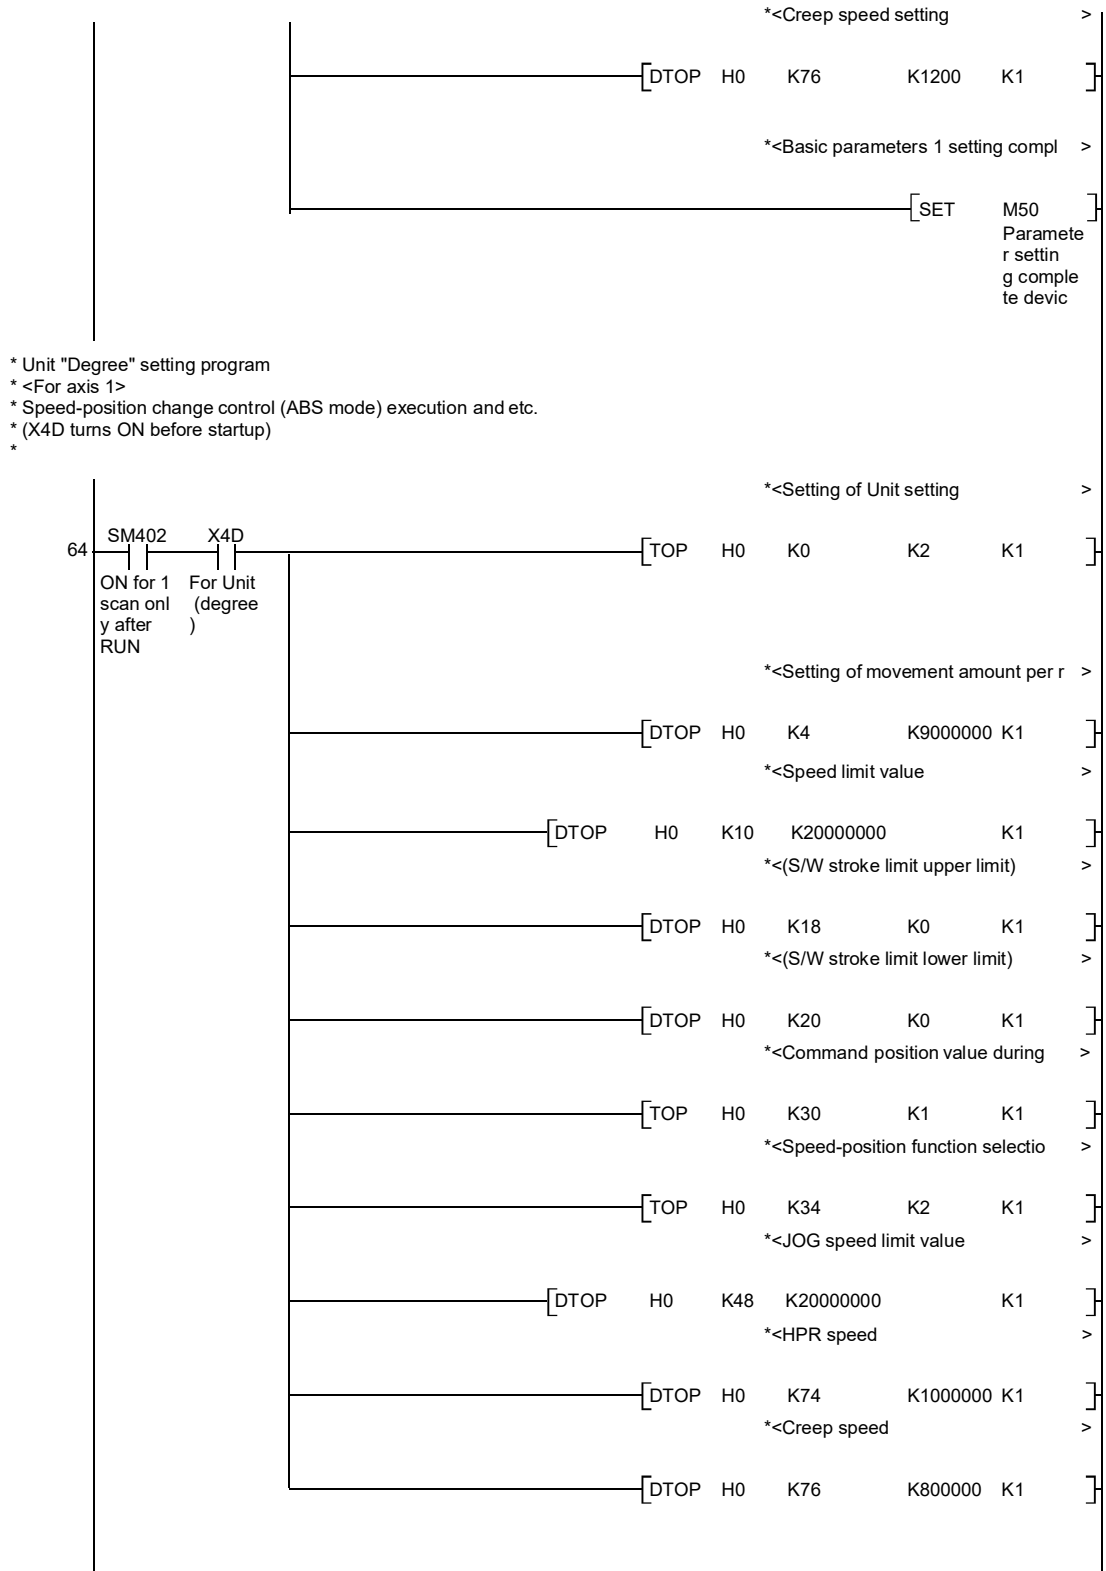 *<Creep speed setting >
DTOP H0 K76 K1200 K1
*<Basic parameters 1 setting compl >
SET M50
Paramete
r settin
g comple
te devic
* Unit "Degree" setting program
* <For axis 1>
* Speed-position change control (ABS mode) execution and etc.
* (X4D turns ON before startup)
*
*<Setting of Unit setting >
SM402 X4D
64 TOP H0 K0 K2 K1
ON for 1 For Unit
scan onl (degree
y after )
RUN
*<Setting of movement amount per r >
DTOP H0 K4 K9000000 K1
*<Speed limit value >
DTOP H0 K10 K20000000 K1
*<(S/W stroke limit upper limit) >
DTOP H0 K18 K0 K1
*<(S/W stroke limit lower limit) >
DTOP H0 K20 K0 K1
*<Command position value during >
TOP H0 K30 K1 K1
*<Speed-position function selectio >
TOP H0 K34 K2 K1
*<JOG speed limit value >
DTOP H0 K48 K20000000 K1
*<HPR speed >
DTOP H0 K74 K1000000 K1
*<Creep speed >
DTOP H0 K76 K800000 K1